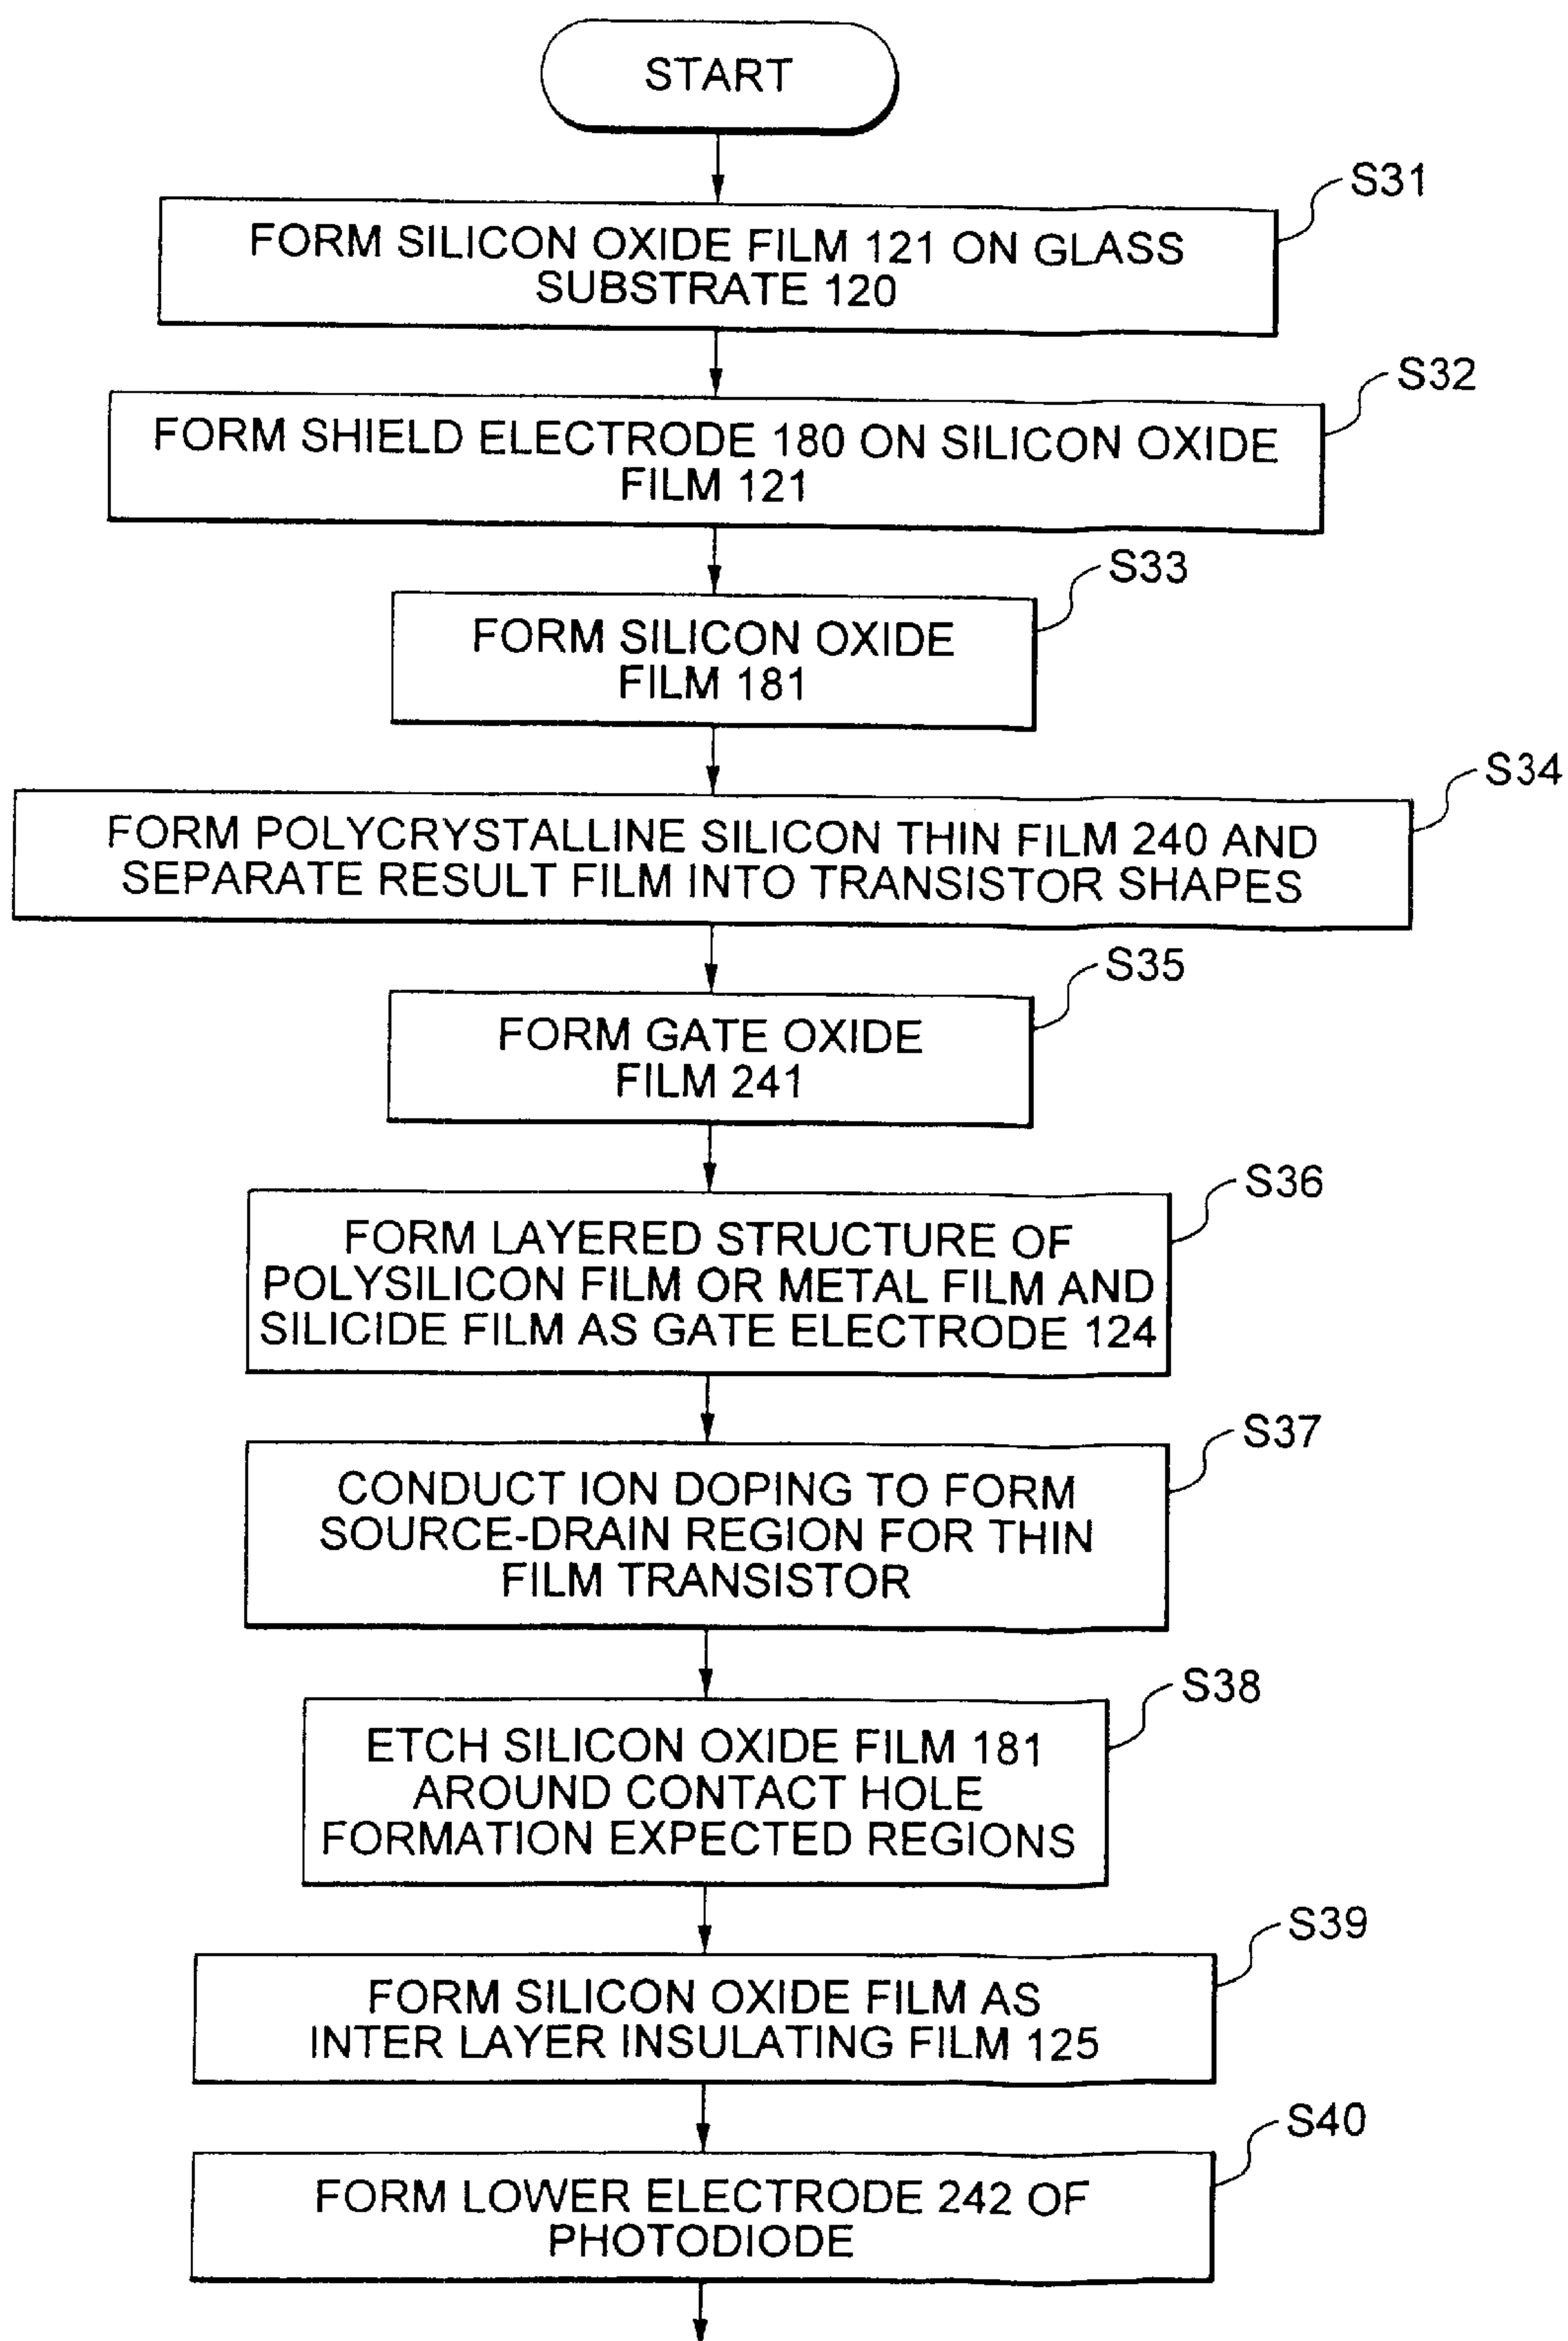 START
S31
FORM SILICON OXIDE FILM 121 ON GLASS
SUBSTRATE 120
S32
FORM SHIELD ELECTRODE 180 ON SILICON OXIDE
FILM 121
S33
FORM SILICON OXIDE
FILM 181
S34
FORM POLYCRYSTALLINE SILICON THIN FILM 240 AND
SEPARATE RESULT FILM INTO TRANSISTOR SHAPES
S35
FORM GATE OXIDE
FILM 241
S36
FORM LAYERED STRUCTURE OF
POLYSILICON FILM OR METAL FILM AND
SILICIDE FILM AS GATE ELECTRODE 124
S37
CONDUCT ION DOPING TO FORM
SOURCE-DRAIN REGION FOR THIN
FILM TRANSISTOR
S38
ETCH SILICON OXIDE FILM 181
AROUND CONTACT HOLE
FORMATION EXPECTED REGIONS
S39
FORM SILICON OXIDE FILM AS
INTER LAYER INSULATING FILM 125
S40
FORM LOWER ELECTRODE 242 OF
PHOTODIODE